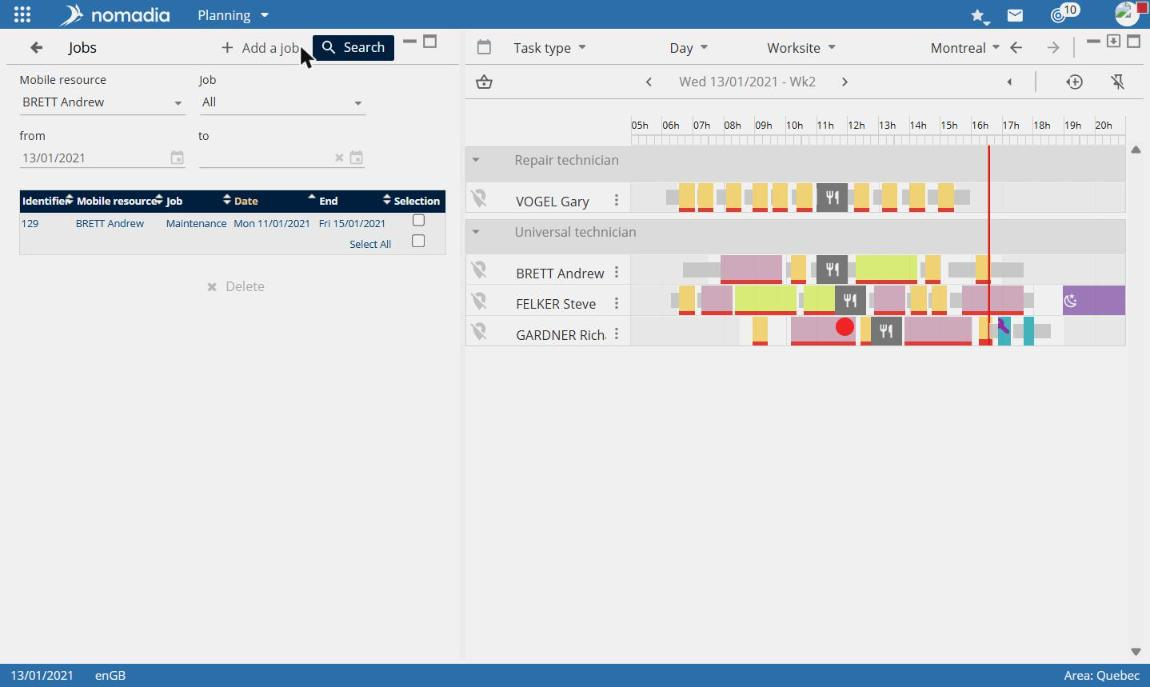 nomadia Planning 10
Jobs + Add a job Search
Mobile resource Job
BRETT Andrew All
from to
13/01/2021
Identifier Mobile resource Job Date End Selection
129 BRETT Andrew Maintenance Mon 11/01/2021 Fri 15/01/2021
Select All
Delete
Task type Day Worksite Montreal
Wed 13/01/2021 - Wk2
05h 06h 07h 08h 09h 10h 11h 12h 13h 14h 15h 16h 17h 18h 19h 20h
Repair technician
VOGEL Gary
Universal technician
BRETT Andrew
FELKER Steve
GARDNER Rich
13/01/2021 enGB Area: Quebec